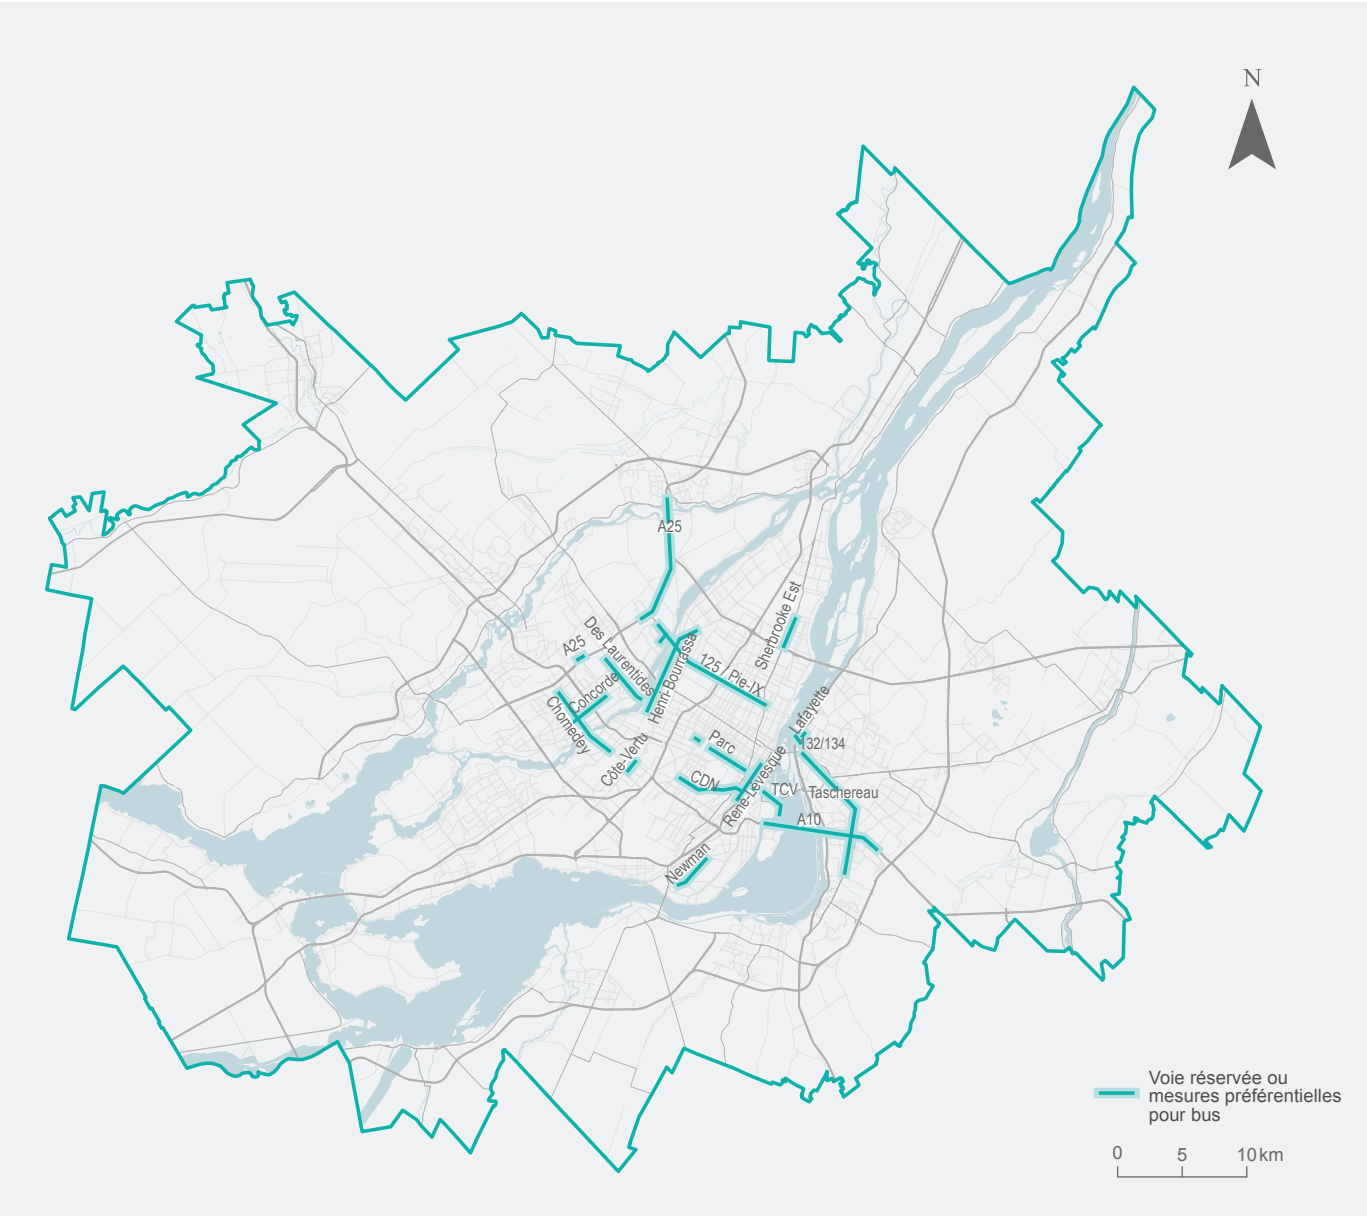 N
A25
Sherbrooke Est
Des Laurentides
A25
Henri-Bourrassa
125 / Pie-IX
Concorde
Chomedey
Lafayette
Côte-Vertu
Parc
132/134
CDN
René-Lévesque
TCV
Taschereau
A10
Newman
Voie réservée ou
mesures préférentielles
pour bus
0 5 10 km